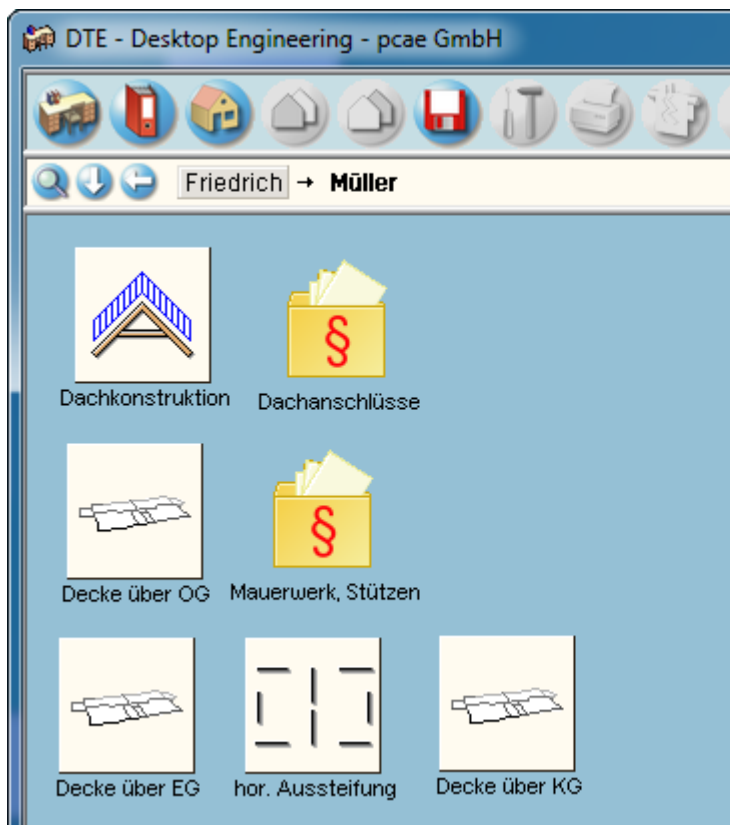 DTE - Desktop Engineering - pcae GmbH
Friedrich → Müller
§
Dachkonstruktion Dachanschlüsse
§
Decke über OG Mauerwerk, Stützen
Decke über EG hor. Aussteifung Decke über KG